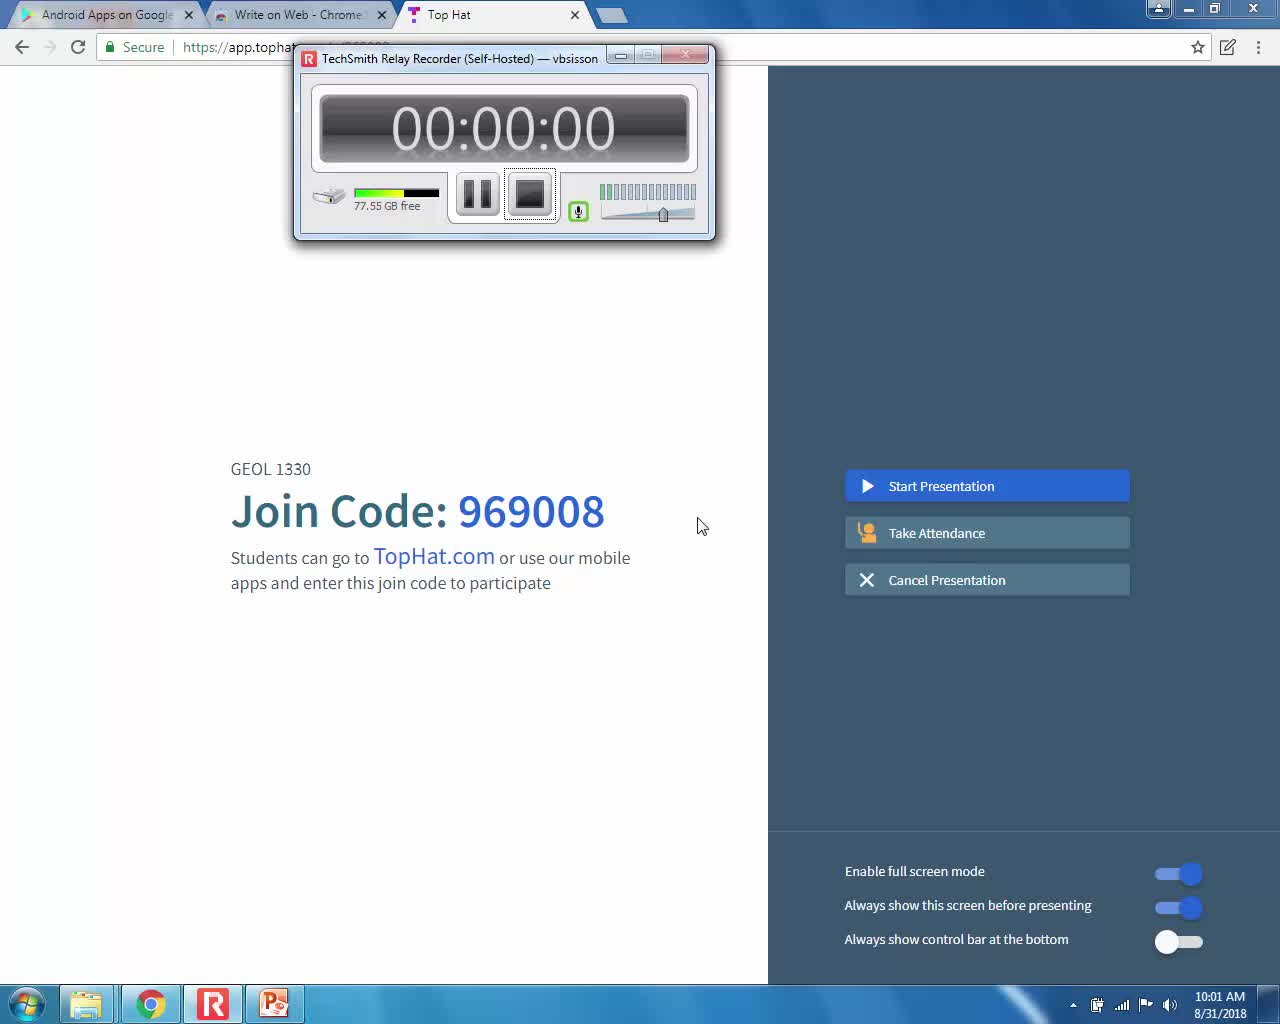 Android Apps on Google
Write on Web - Chrome
Top Hat
Secure
https://app.toph
TechSmith Relay Recorder (Self-Hosted) — vbsisson
00:00:00
77.55 GB free
GEOL 1330
Join Code: 969008
Students can go to TopHat.com or use our mobile
apps and enter this join code to participate
Start Presentation
Take Attendance
Cancel Presentation
Enable full screen mode
Always show this screen before presenting
Always show control bar at the bottom
10:01 AM
8/31/2018